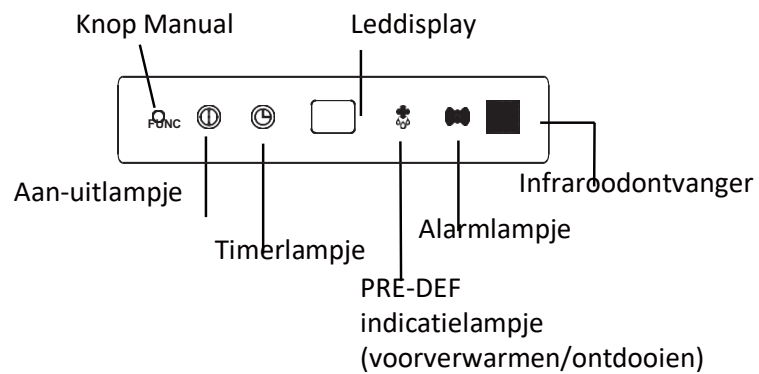 Knop Manual
Leddisplay
FUNC
Aan-uitlampje
Timerlampje
Alarmlampje
Infraroodontvanger
PRE-DEF
indicatielampje
(voorverwarmen/ontdooien)